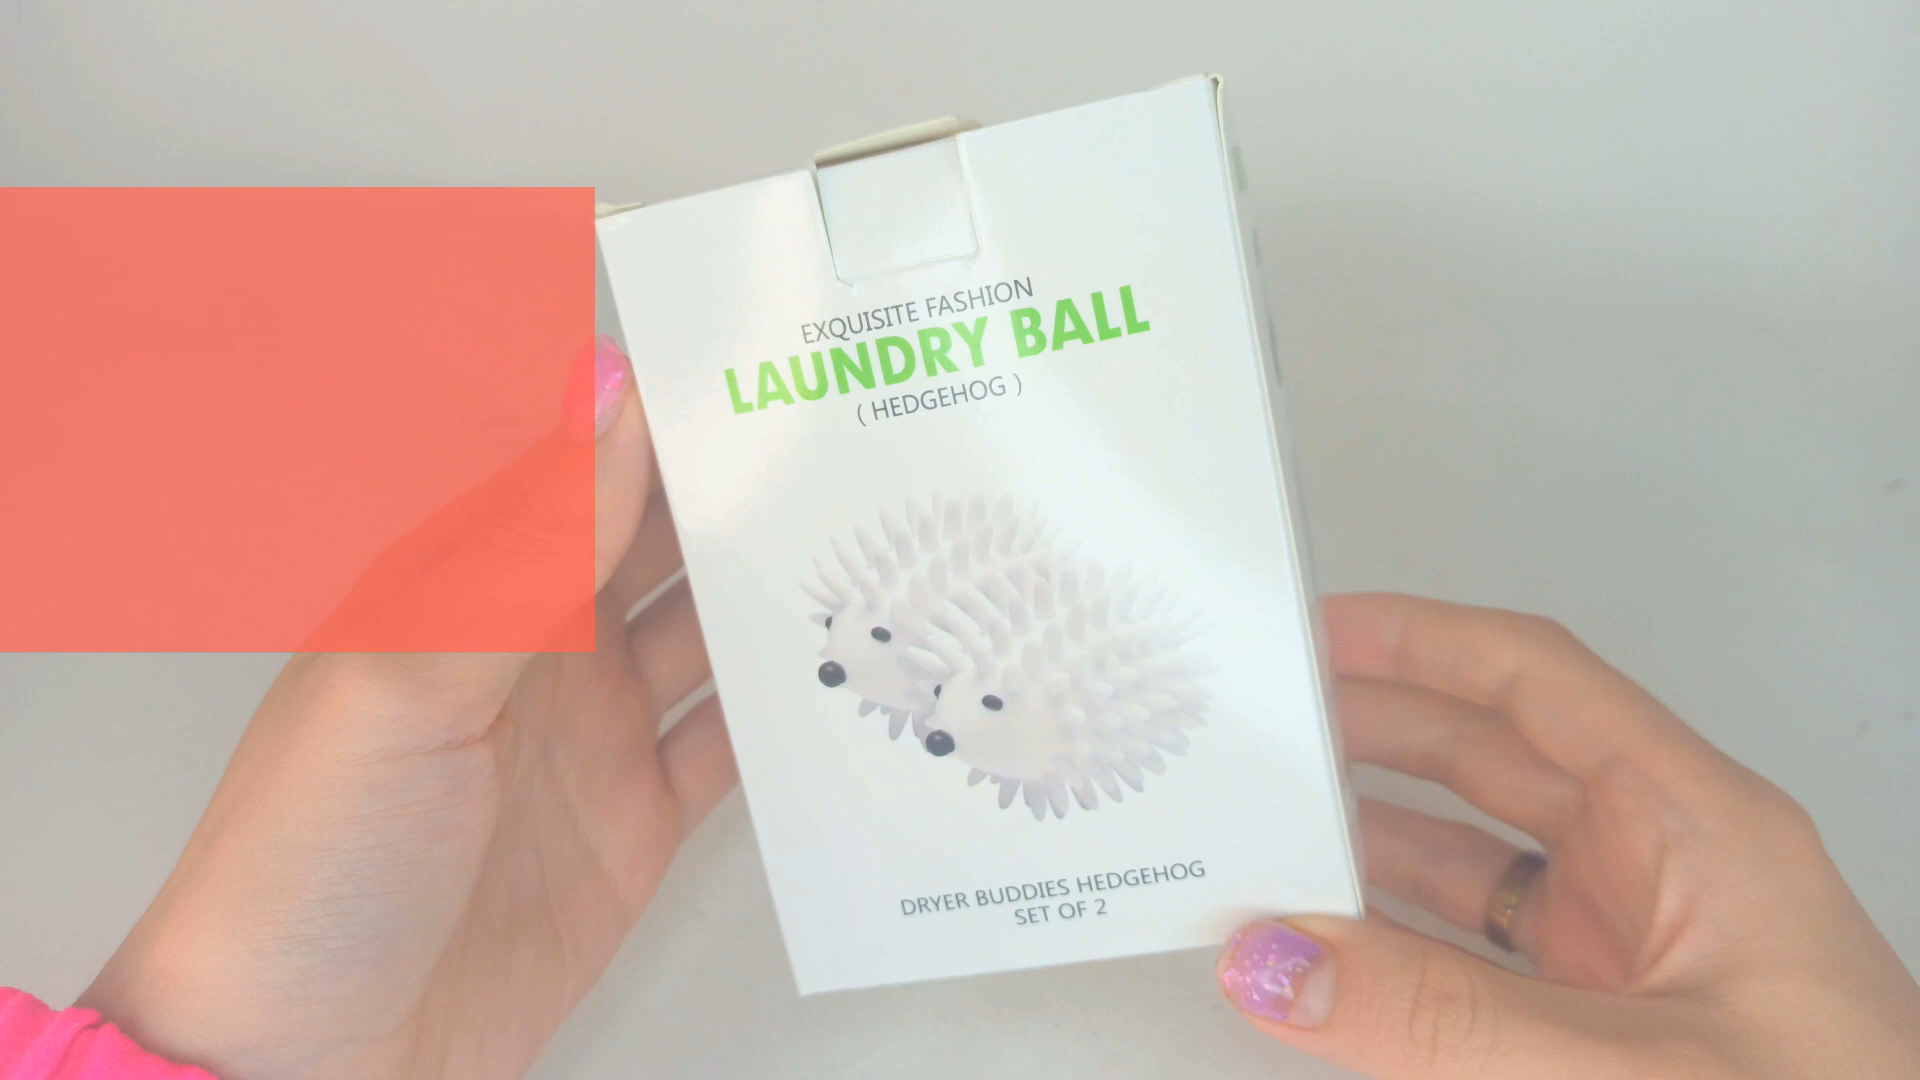 EXQUISITE FASHION
LAUNDRY BALL
( HEDGEHOG )
DRYER BUDDIES HEDGEHOG
SET OF 2